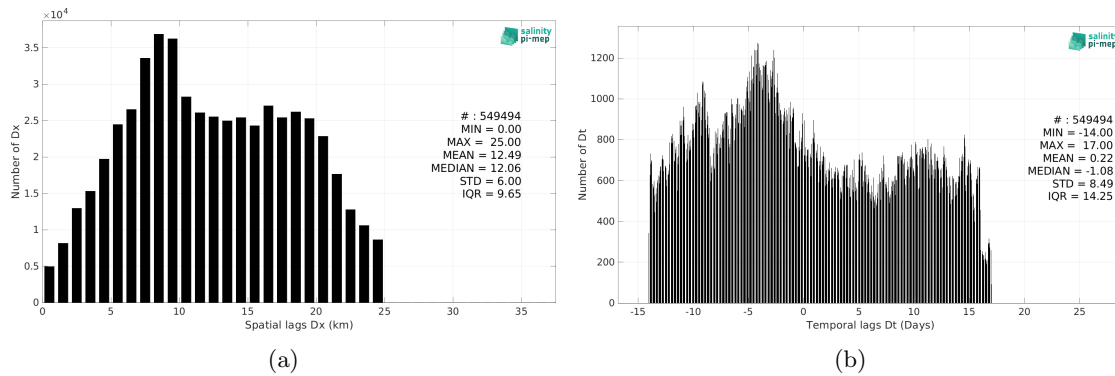 ×10⁴
3.5
3
2.5
2
1.5
1
0.5
0
0
5
10
15
20
25
30
35
Number of Dx
Spatial lags Dx (km)
salinity
pi-mep
# : 549494
MIN = 0.00
MAX = 25.00
MEAN = 12.49
MEDIAN = 12.06
STD = 6.00
IQR = 9.65
(a)
1200
1000
800
600
400
200
0
-15
-10
-5
0
5
10
15
20
25
Number of Dt
Temporal lags Dt (Days)
salinity
pi-mep
# : 549494
MIN = -14.00
MAX = 17.00
MEAN = 0.22
MEDIAN = -1.08
STD = 8.49
IQR = 14.25
(b)